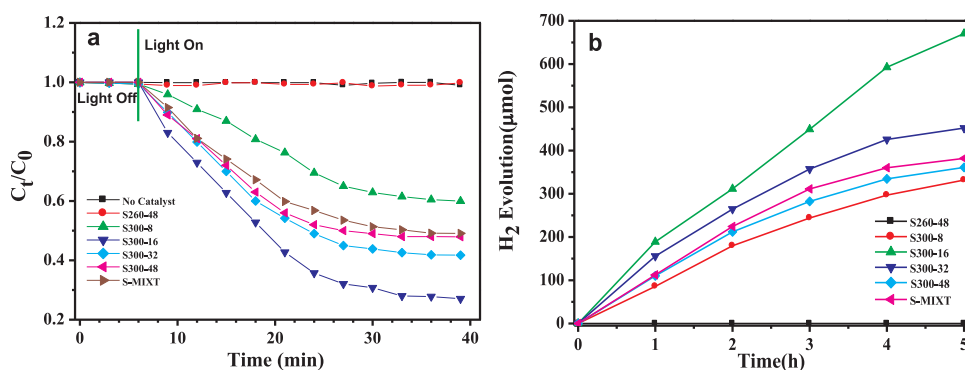 a
Light On
Light Off
No Catalyst
S260-48
S300-8
S300-16
S300-32
S300-48
S-MIXT
1.2
1.0
0.8
0.6
0.4
0.2
Ct/C0
0 10 20 30 40
Time (min)
b
S260-48
S300-8
S300-16
S300-32
S300-48
S-MIXT
700
600
500
400
300
200
100
0
H2 Evolution(μmol)
0 1 2 3 4 5
Time(h)